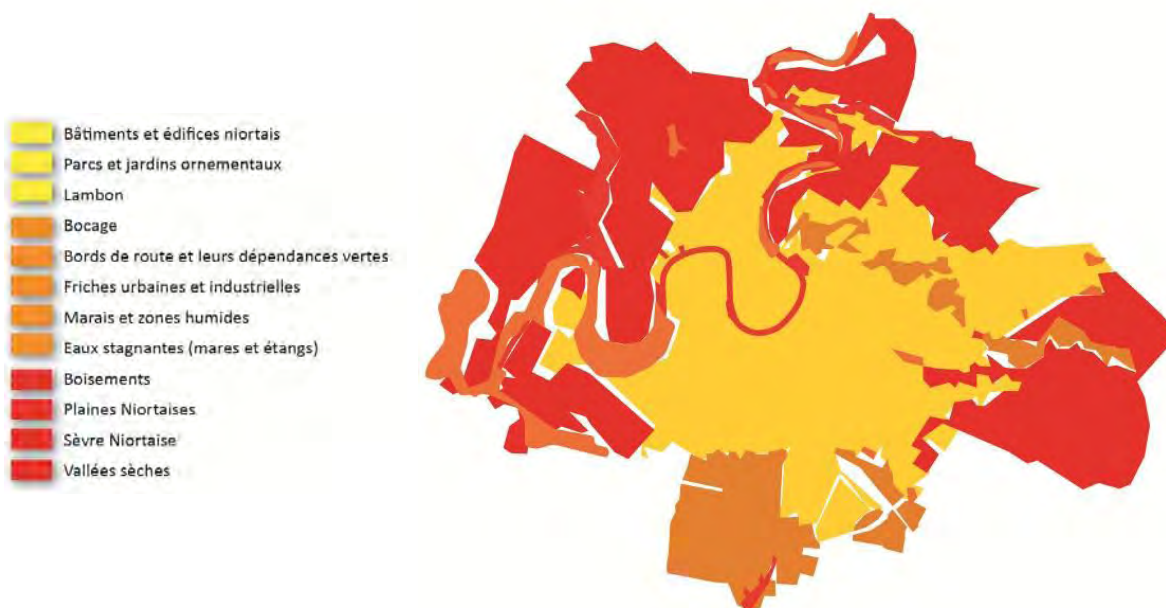 Bâtiments et édifices niortais
Parcs et jardins ornementaux
Lambon
Bocage
Bords de route et leurs dépendances vertes
Friches urbaines et industrielles
Marais et zones humides
Eaux stagnantes (mares et étangs)
Boisements
Plaines Niortaises
Sèvre Niortaise
Vallées sèches